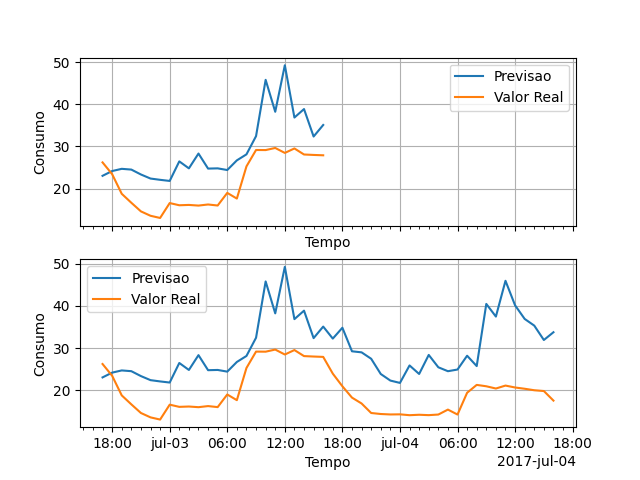 50
40
30
20
Consumo
Previsao
Valor Real
Tempo
50
40
30
20
Consumo
Previsao
Valor Real
18:00 jul-03 06:00 12:00 18:00 jul-04 06:00 12:00 18:00
Tempo 2017-jul-04